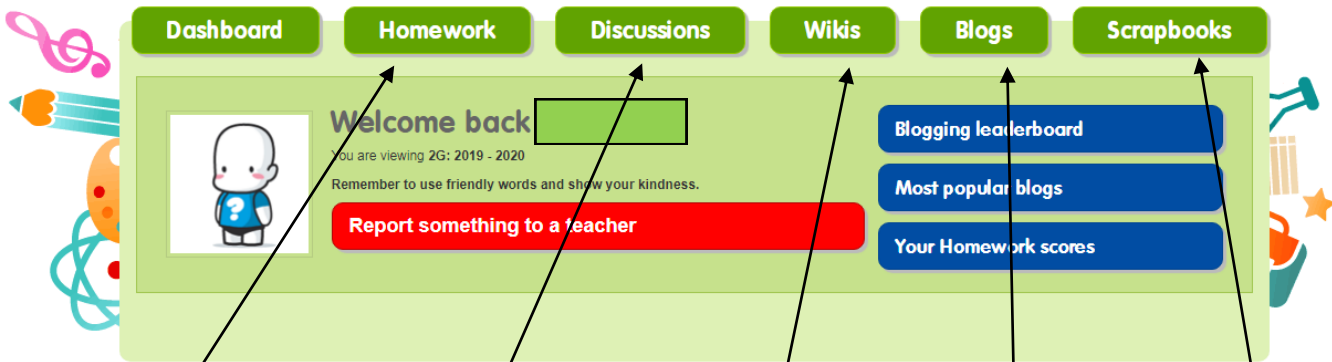 Dashboard Homework Discussions Wikis Blogs Scrapbooks
Welcome back
You are viewing 2G: 2019 - 2020
Remember to use friendly words and show your kindness.
Report something to a teacher
Blogging leaderboard
Most popular blogs
Your Homework scores
?